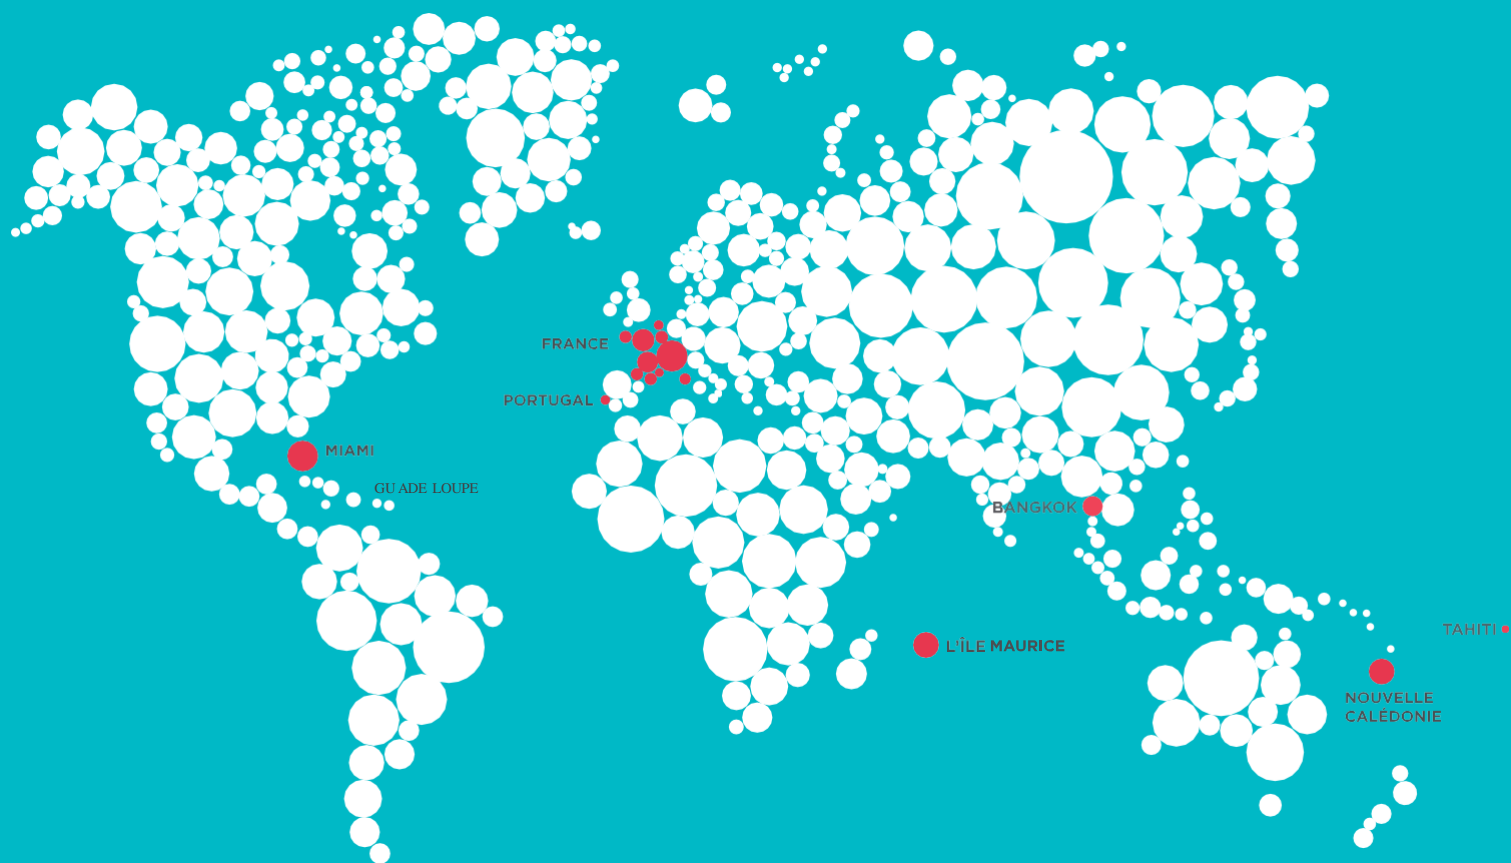 FRANCE
PORTUGAL
MIAMI
GU ADE LOUPE
BANGKOK
TAHITI
L'ÎLE MAURICE
NOUVELLE
CALÉDONIE